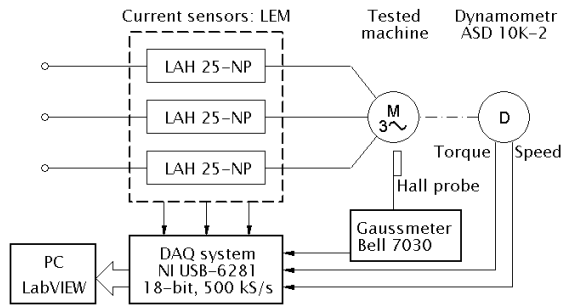 Current sensors: LEM
Tested
machine
Dynamometr
ASD 10K-2
LAH 25-NP
LAH 25-NP
LAH 25-NP
M
3
D
Torque
Speed
Hall probe
Gaussmeter
Bell 7030
DAQ system
NI USB-6281
18-bit, 500 kS/s
PC
LabVIEW